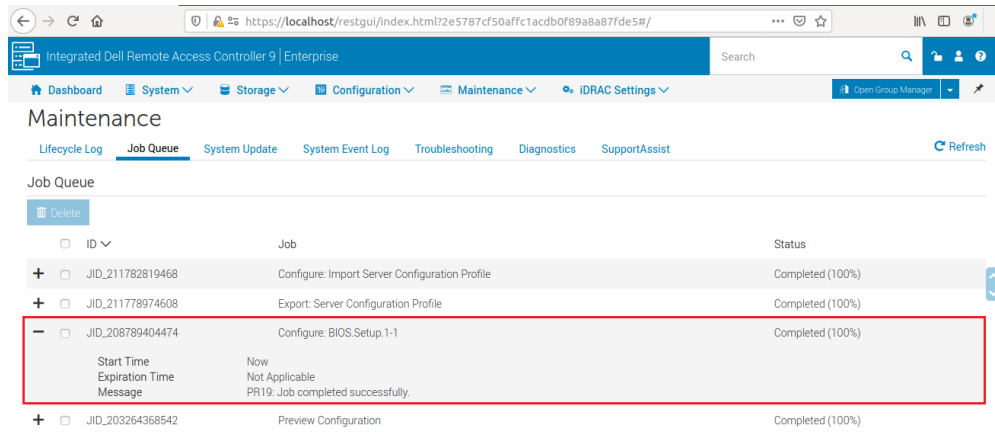 https://localhost/restgui/index.html?2e5787cf50affc1acdb0f89a8a87fde5#/
Integrated Dell Remote Access Controller 9 | Enterprise Search
Dashboard System Storage Configuration Maintenance iDRAC Settings Open Group Manager
Maintenance
Lifecycle Log Job Queue System Update System Event Log Troubleshooting Diagnostics SupportAssist Refresh
Job Queue
Delete
ID Job Status
JID_211782819468 Configure: Import Server Configuration Profile Completed (100%)
JID_211778974608 Export: Server Configuration Profile Completed (100%)
JID_208789404474 Configure: BIOS.Setup.1-1 Completed (100%)
Start Time Now
Expiration Time Not Applicable
Message PR19: Job completed successfully.
JID_203264368542 Preview Configuration Completed (100%)